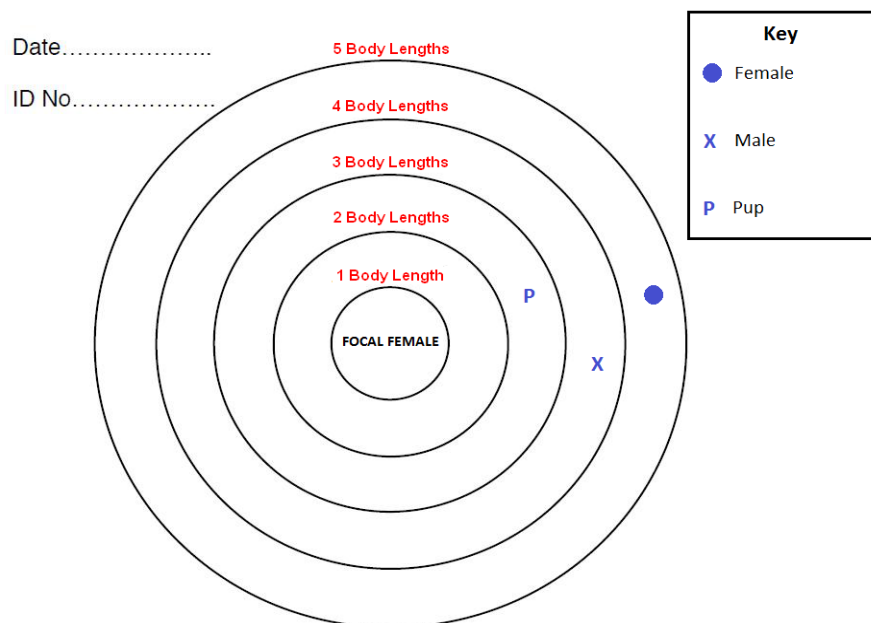 Date………………..
ID No……………….
5 Body Lengths
4 Body Lengths
3 Body Lengths
2 Body Lengths
1 Body Length
FOCAL FEMALE
P
X
Key
Female
X Male
P Pup